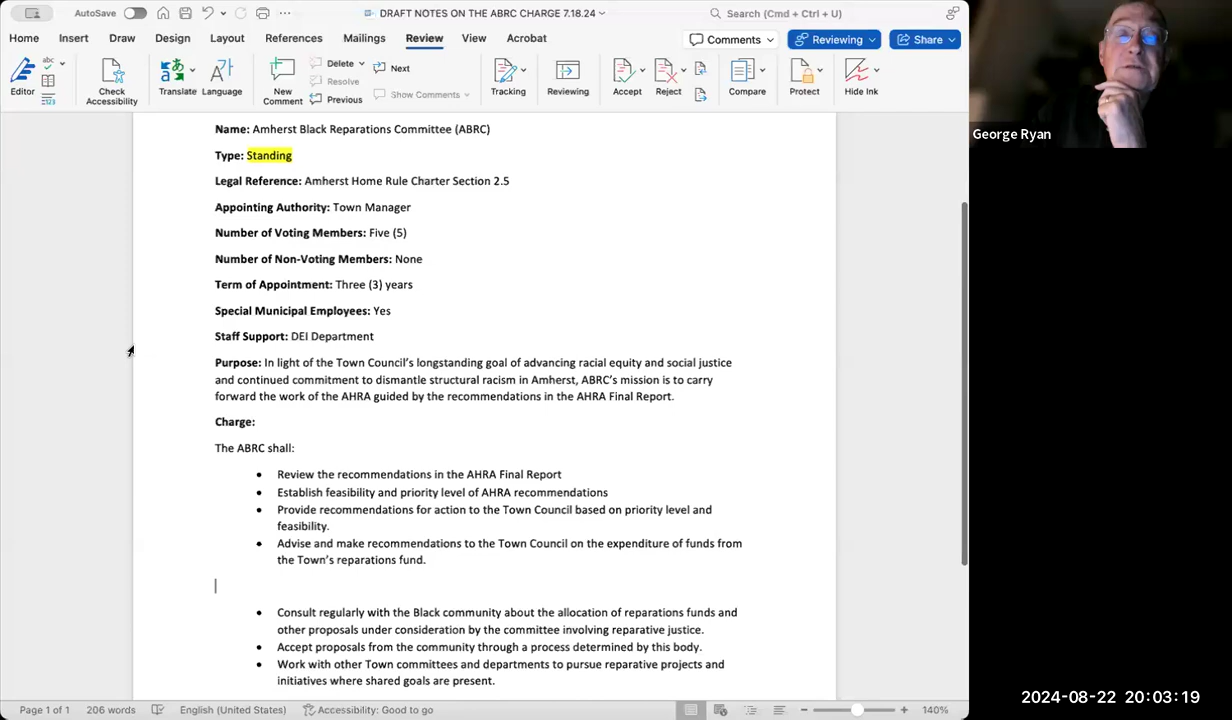 AutoSave
DRAFT NOTES ON THE ABRC CHARGE 7.18.24
Search (Cmd + Ctrl + U)
Home Insert Draw Design Layout References Mailings Review View Acrobat
Comments Reviewing Share
Editor
abc
123
Check Accessibility
Translate Language
New Comment
Delete
Resolve
Previous
Next
Show Comments
Tracking
Reviewing
Accept Reject
Compare
Protect
Hide Ink
Name: Amherst Black Reparations Committee (ABRC)
Type: Standing
Legal Reference: Amherst Home Rule Charter Section 2.5
Appointing Authority: Town Manager
Number of Voting Members: Five (5)
Number of Non-Voting Members: None
Term of Appointment: Three (3) years
Special Municipal Employees: Yes
Staff Support: DEI Department
Purpose: In light of the Town Council’s longstanding goal of advancing racial equity and social justice
and continued commitment to dismantle structural racism in Amherst, ABRC’s mission is to carry
forward the work of the AHRA guided by the recommendations in the AHRA Final Report.
Charge:
The ABRC shall:
• Review the recommendations in the AHRA Final Report
• Establish feasibility and priority level of AHRA recommendations
• Provide recommendations for action to the Town Council based on priority level and
feasibility.
• Advise and make recommendations to the Town Council on the expenditure of funds from
the Town’s reparations fund.
• Consult regularly with the Black community about the allocation of reparations funds and
other proposals under consideration by the committee involving reparative justice.
• Accept proposals from the community through a process determined by this body.
• Work with other Town committees and departments to pursue reparative projects and
initiatives where shared goals are present.
Page 1 of 1 206 words English (United States) Accessibility: Good to go 140%
George Ryan
2024-08-22 20:03:19